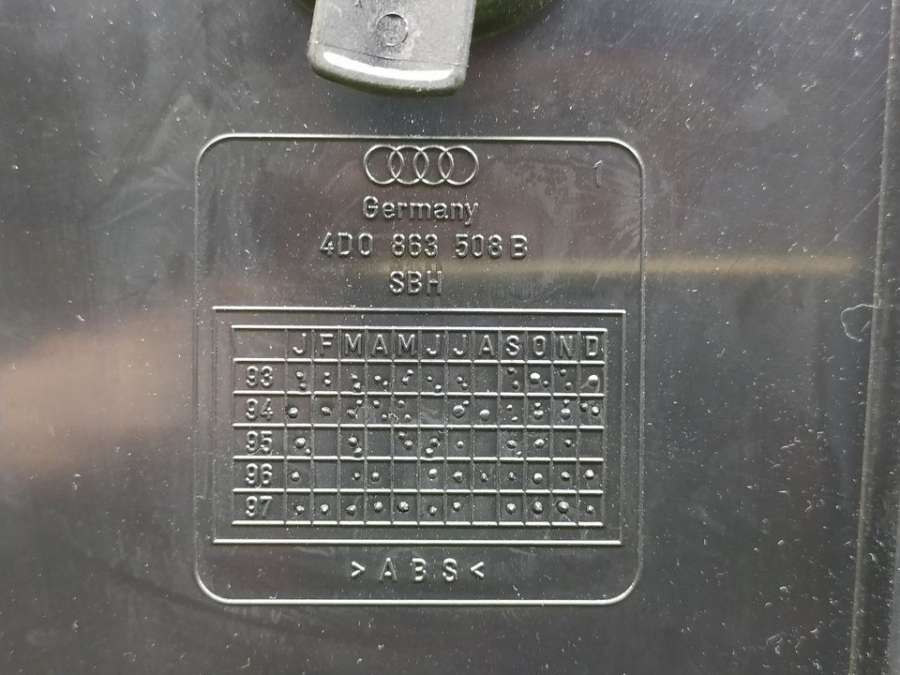 Germany
4D0 863 508 B
SBH
J F M A M J J A S O N D
93
94
95
96
97
>ABS<